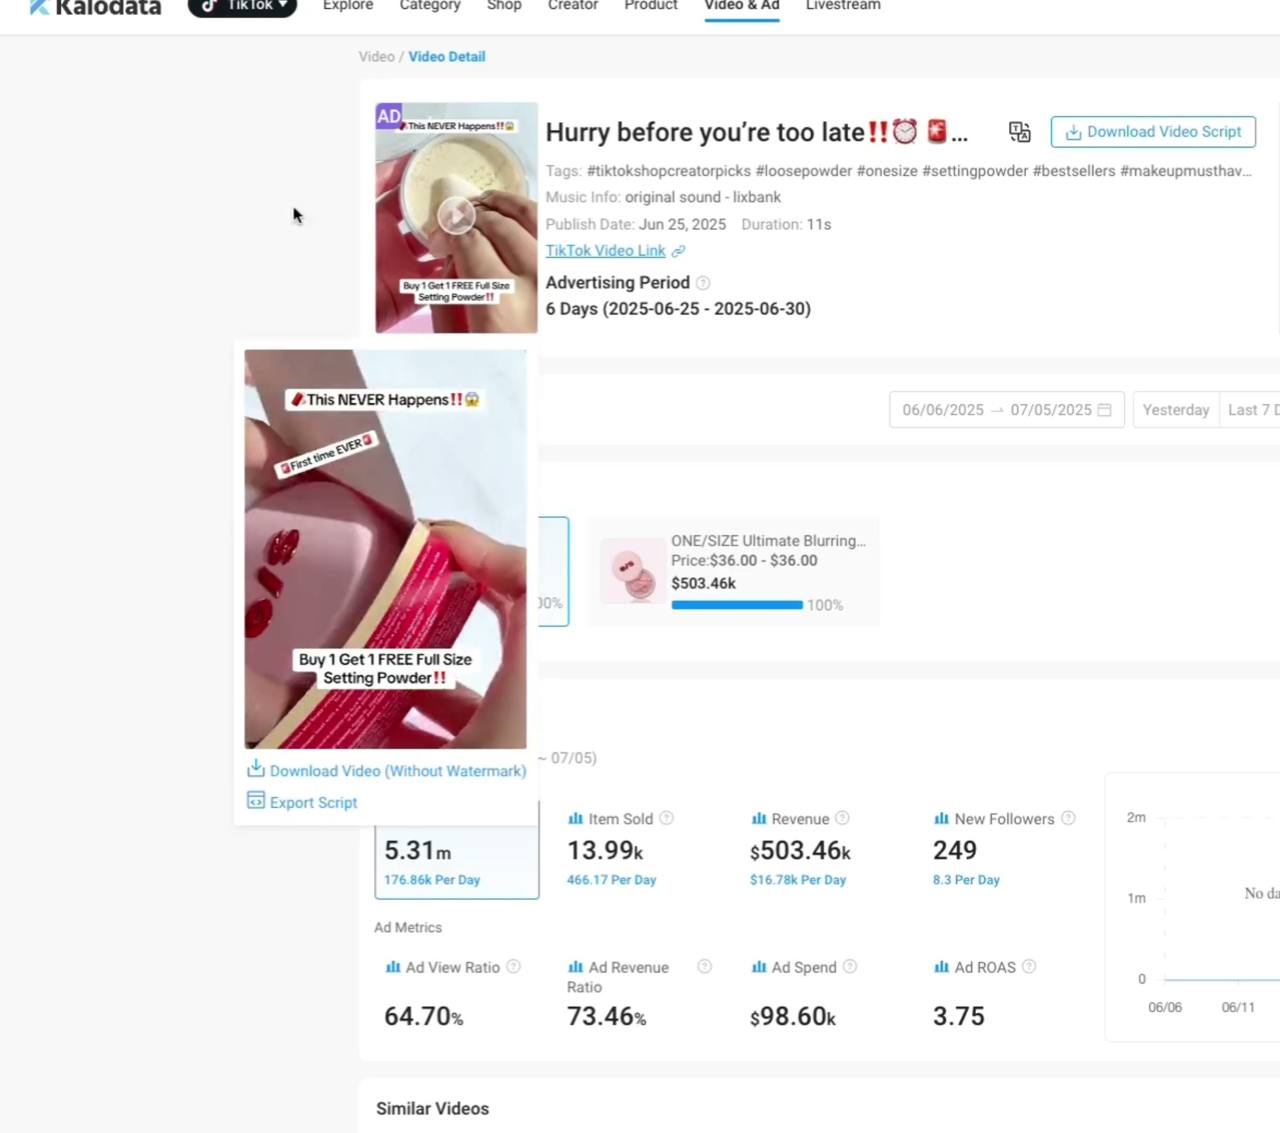 Kalodata
TikTok
Explore
Category
Shop
Creator
Product
Video & Ad
Livestream
Video / Video Detail
AD
This NEVER Happens‼️😱
Buy 1 Get 1 FREE Full Size
Setting Powder‼️
Hurry before you’re too late‼️⏰ 🚨...
Download Video Script
Tags: #tiktokshopcreatorpicks #loosepowder #onesize #settingpowder #bestsellers #makeupmusthav...
Music Info: original sound - lixbank
Publish Date: Jun 25, 2025 Duration: 11s
TikTok Video Link
Advertising Period
6 Days (2025-06-25 - 2025-06-30)
🧨This NEVER Happens‼️😱
🚨First time EVER🚨
Buy 1 Get 1 FREE Full Size
Setting Powder‼️
Download Video (Without Watermark)
Export Script
06/06/2025 → 07/05/2025
Yesterday
Last 7 D
00%
ONE/SIZE Ultimate Blurring...
Price:$36.00 - $36.00
$503.46k
100%
~ 07/05)
5.31m
176.86k Per Day
Item Sold
13.99k
466.17 Per Day
Revenue
$503.46k
$16.78k Per Day
New Followers
249
8.3 Per Day
Ad Metrics
Ad View Ratio
64.70%
Ad Revenue
Ratio
73.46%
Ad Spend
$98.60k
Ad ROAS
3.75
2m
1m
0
No da
06/06
06/11
Similar Videos